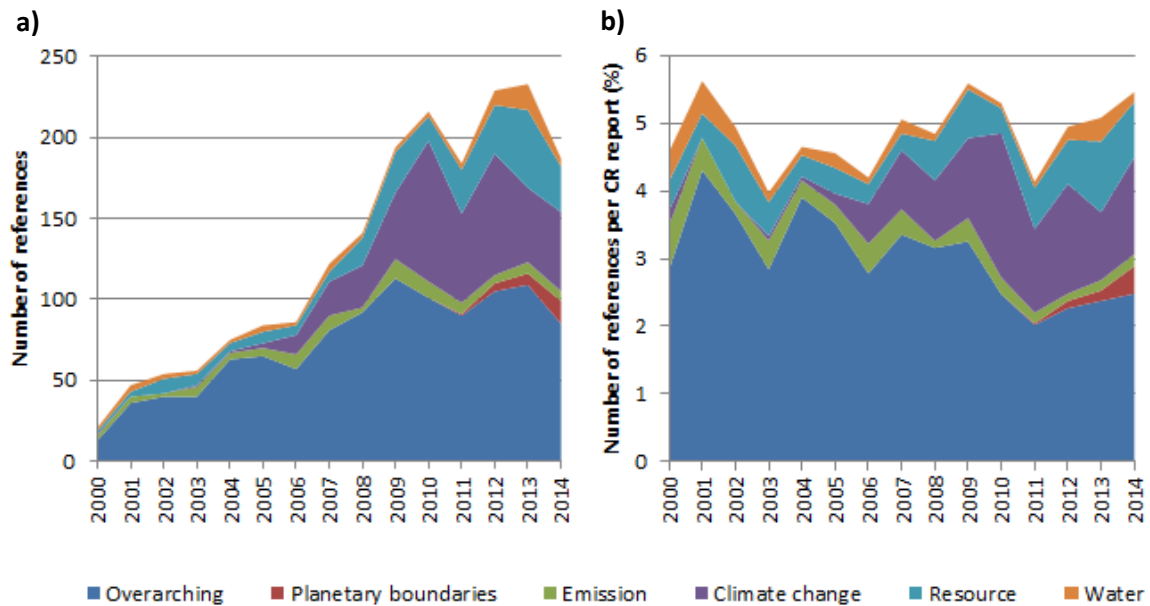 a)
Number of references
250
200
150
100
50
0
2000 2001 2002 2003 2004 2005 2006 2007 2008 2009 2010 2011 2012 2013 2014
b)
Number of references per CR report (%)
6
5
4
3
2
1
0
2000 2001 2002 2003 2004 2005 2006 2007 2008 2009 2010 2011 2012 2013 2014
Overarching Planetary boundaries Emission Climate change Resource Water